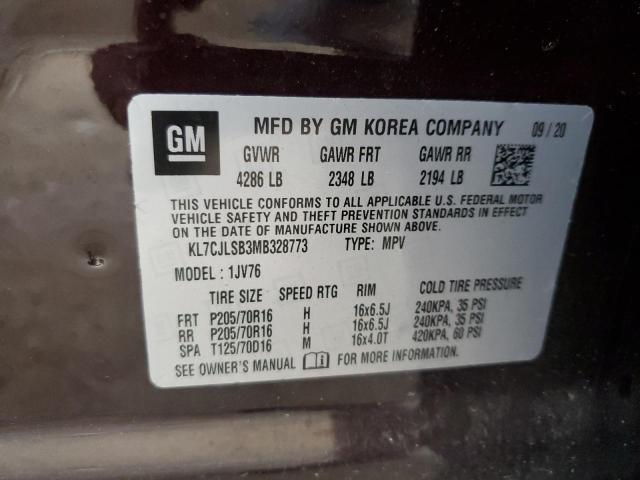 GM
MFD BY GM KOREA COMPANY 09/20
GVWR GAWR FRT GAWR RR
4286 LB 2348 LB 2194 LB
THIS VEHICLE CONFORMS TO ALL APPLICABLE U.S. FEDERAL MOTOR
VEHICLE SAFETY AND THEFT PREVENTION STANDARDS IN EFFECT
ON THE DATE OF MANUFACTURE SHOWN ABOVE.
KL7CJLSB3MB328773 TYPE: MPV
MODEL : 1JV76
TIRE SIZE SPEED RTG RIM COLD TIRE PRESSURE
FRT P205/70R16 H 16x6.5J 240KPA, 35 PSI
RR P205/70R16 H 16x6.5J 240KPA, 35 PSI
SPA T125/70D16 M 16x4.0T 420KPA, 60 PSI
SEE OWNER'S MANUAL FOR MORE INFORMATION.